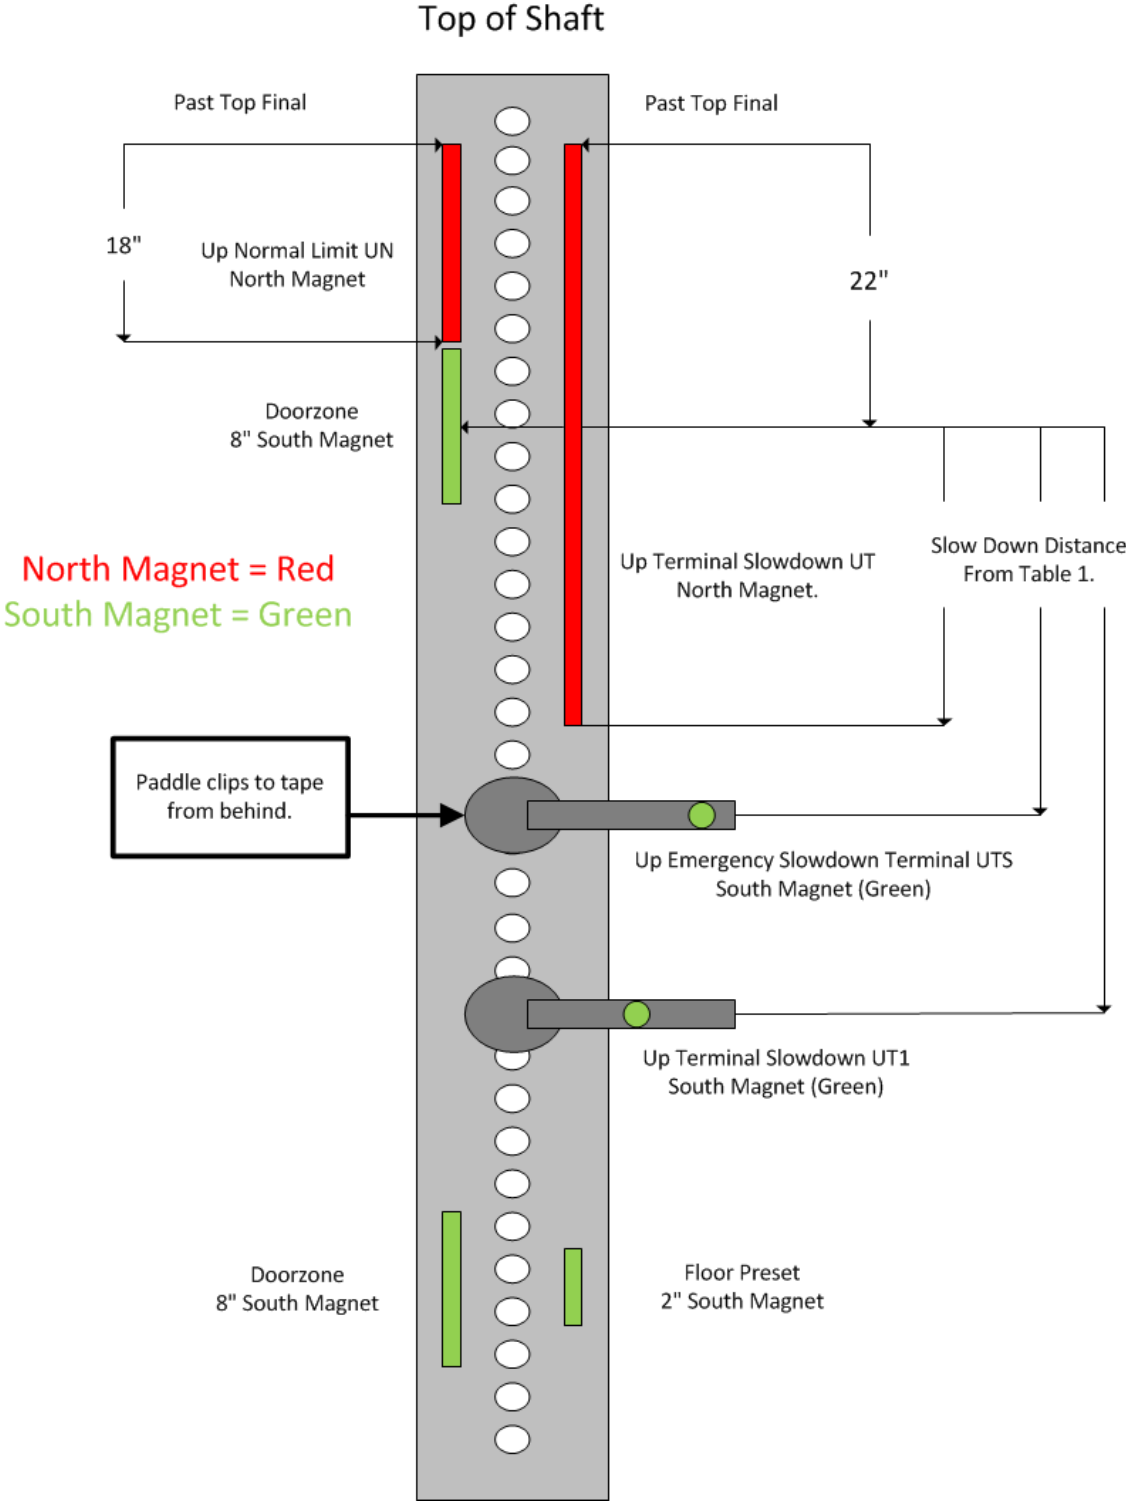 Top of Shaft
Past Top Final
Past Top Final
18"
Up Normal Limit UN
North Magnet
22"
Doorzone
8" South Magnet
North Magnet = Red
South Magnet = Green
Up Terminal Slowdown UT
North Magnet.
Slow Down Distance
From Table 1.
Paddle clips to tape
from behind.
Up Emergency Slowdown Terminal UTS
South Magnet (Green)
Up Terminal Slowdown UT1
South Magnet (Green)
Doorzone
8" South Magnet
Floor Preset
2" South Magnet